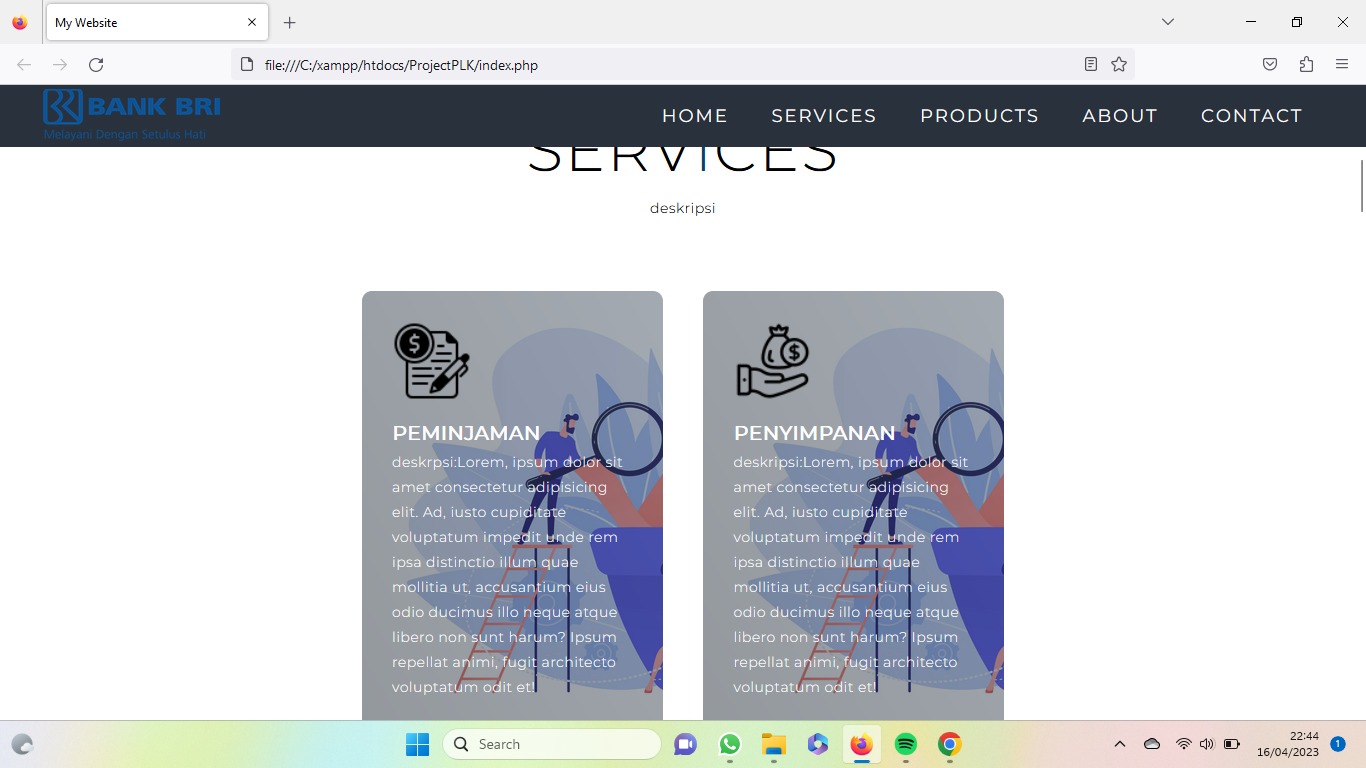 My Website
file:///C:/xampp/htdocs/ProjectPLK/index.php
BANK BRI
Melayani Dengan Setulus Hati
HOME SERVICES PRODUCTS ABOUT CONTACT
SERVICES
deskripsi
PEMINJAMAN
deskrpsi:Lorem, ipsum dolor sit
amet consectetur adipisicing
elit. Ad, iusto cupiditate
voluptatum impedit unde rem
ipsa distinctio illum quae
mollitia ut, accusantium eius
odio ducimus illo neque atque
libero non sunt harum? Ipsum
repellat animi, fugit architecto
voluptatum odit et!
PENYIMPANAN
deskripsi:Lorem, ipsum dolor sit
amet consectetur adipisicing
elit. Ad, iusto cupiditate
voluptatum impedit unde rem
ipsa distinctio illum quae
mollitia ut, accusantium eius
odio ducimus illo neque atque
libero non sunt harum? Ipsum
repellat animi, fugit architecto
voluptatum odit et!
Search
22:44
16/04/2023
1